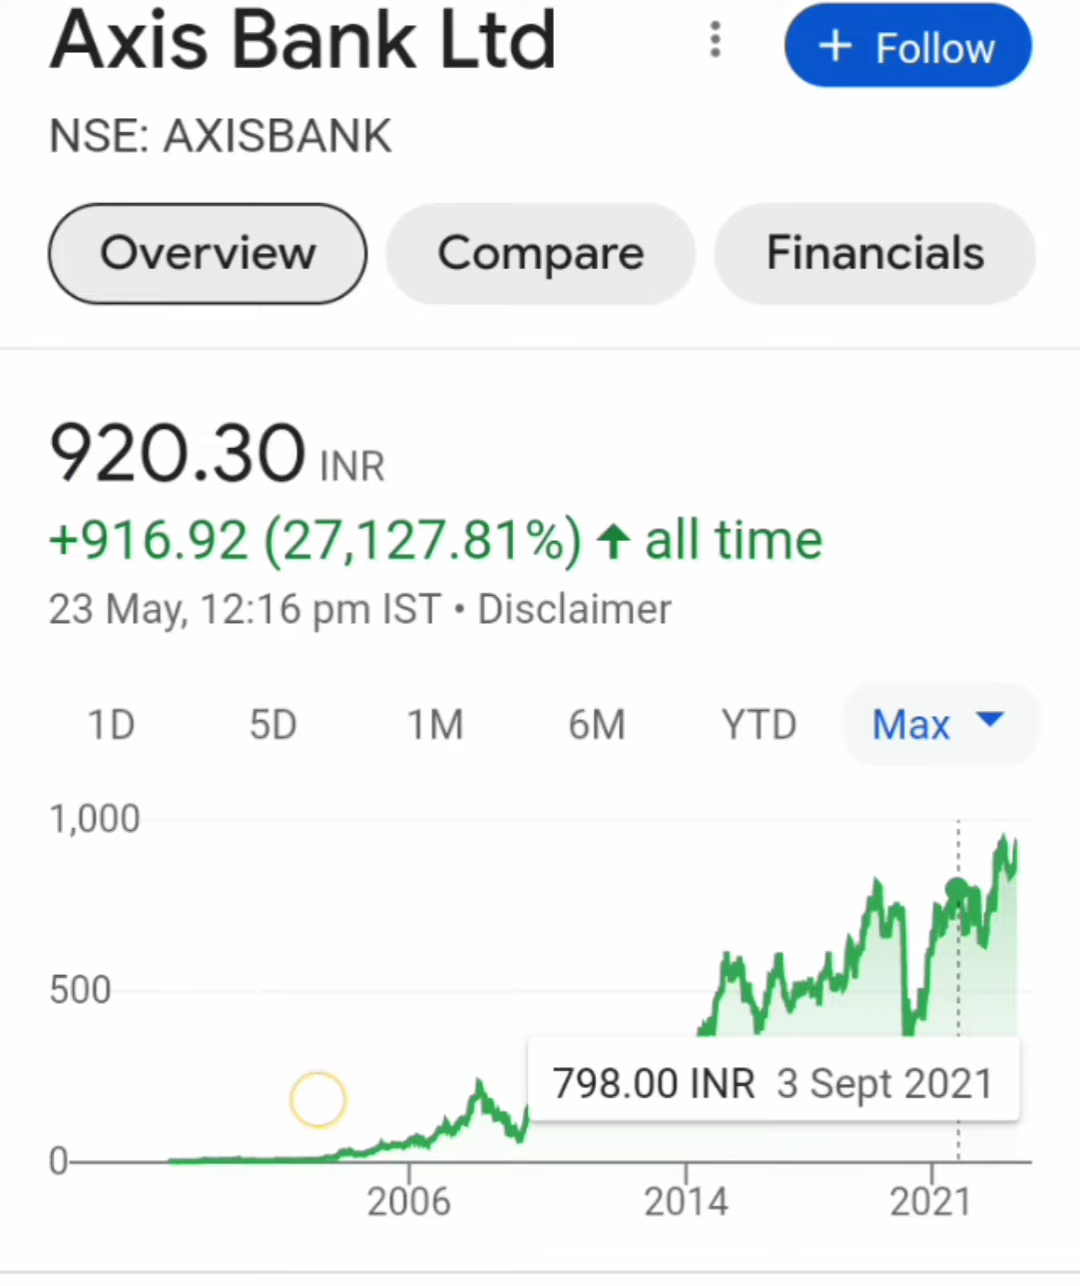 Axis Bank Ltd
+ Follow
NSE: AXISBANK
Overview Compare Financials
920.30 INR
+916.92 (27,127.81%) ↑ all time
23 May, 12:16 pm IST • Disclaimer
1D 5D 1M 6M YTD Max
1,000
500
798.00 INR 3 Sept 2021
0
2006 2014 2021